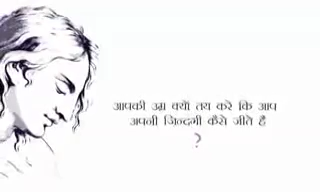 आपकी उम्र क्यों तय करे कि आप
अपनी ज़िन्दगी कैसे जीते है
?